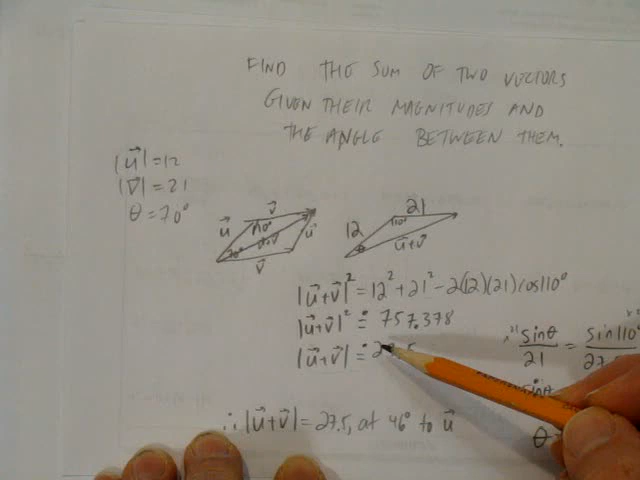 FIND THE SUM OF TWO VECTORS
GIVEN THEIR MAGNITUDES AND
THE ANGLE BETWEEN THEM.
|u⃗| = 12
|v⃗| = 21
θ = 70°
v⃗
u⃗ 110° u⃗
70°
v⃗
21
12 110°
θ u⃗+v⃗
|u⃗+v⃗|² = 12² + 21² - 2(12)(21) cos110°
|u⃗+v⃗|² ≐ 757.378
|u⃗+v⃗| ≐ 2
sinθ/21 = sin110°/27
sinθ
θ
∴ |u⃗+v⃗| = 27.5, at 46° to u⃗